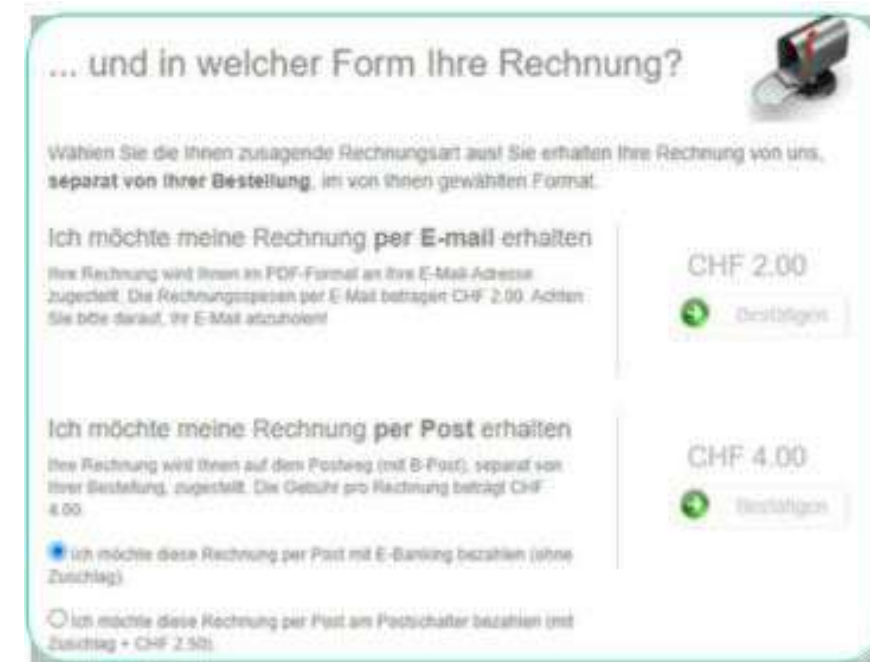 ... und in welcher Form Ihre Rechnung?
Wählen Sie die Ihnen zusagende Rechnungsart aus! Sie erhalten Ihre Rechnung von uns,
separat von Ihrer Bestellung, im von Ihnen gewählten Format.
Ich möchte meine Rechnung per E-mail erhalten
Ihre Rechnung wird Ihnen im PDF-Format an Ihre E-Mail-Adresse
zugestellt. Die Rechnungsspesen per E-Mail betragen CHF 2.00. Achten
Sie bitte darauf, Ihr E-Mail abzuholen!
CHF 2.00
Bestätigen
Ich möchte meine Rechnung per Post erhalten
Ihre Rechnung wird Ihnen auf dem Postweg (mit B-Post), separat von
Ihrer Bestellung, zugestellt. Die Gebühr pro Rechnung beträgt CHF
4.00.
CHF 4.00
Bestätigen
Ich möchte diese Rechnung per Post mit E-Banking bezahlen (ohne
Zuschlag)
Ich möchte diese Rechnung per Post am Postschalter bezahlen (mit
Zuschlag + CHF 2.50)